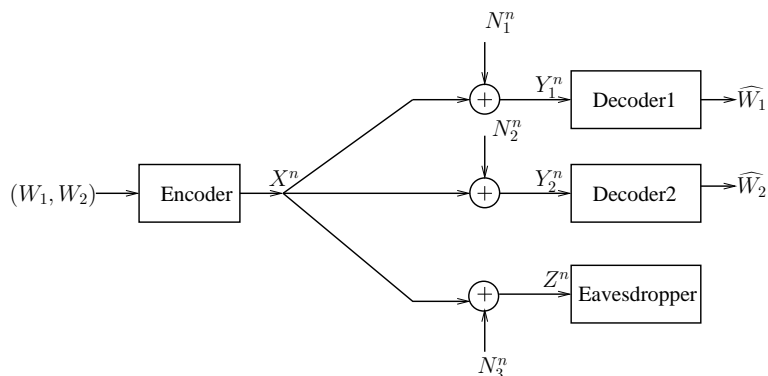 N_1^n
Y_1^n
Decoder1
\widehat{W}_1
N_2^n
(W_1, W_2)
Encoder
X^n
Y_2^n
Decoder2
\widehat{W}_2
Z^n
Eavesdropper
N_3^n